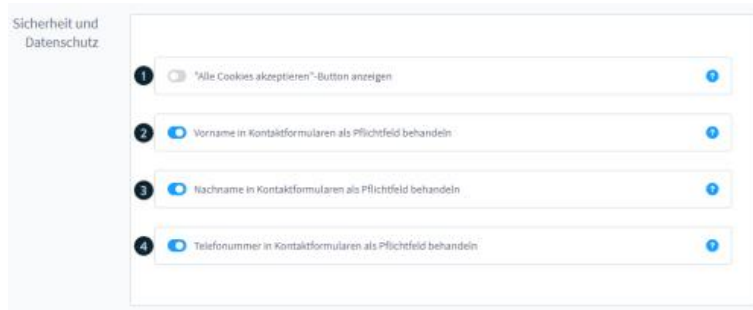 Sicherheit und
Datenschutz
1 "Alle Cookies akzeptieren"-Button anzeigen ?
2 Vorname in Kontaktformularen als Pflichtfeld behandeln ?
3 Nachname in Kontaktformularen als Pflichtfeld behandeln ?
4 Telefonummer in Kontaktformularen als Pflichtfeld behandeln ?